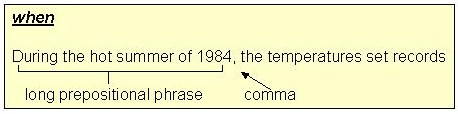 when
During the hot summer of 1984, the temperatures set records
long prepositional phrase comma